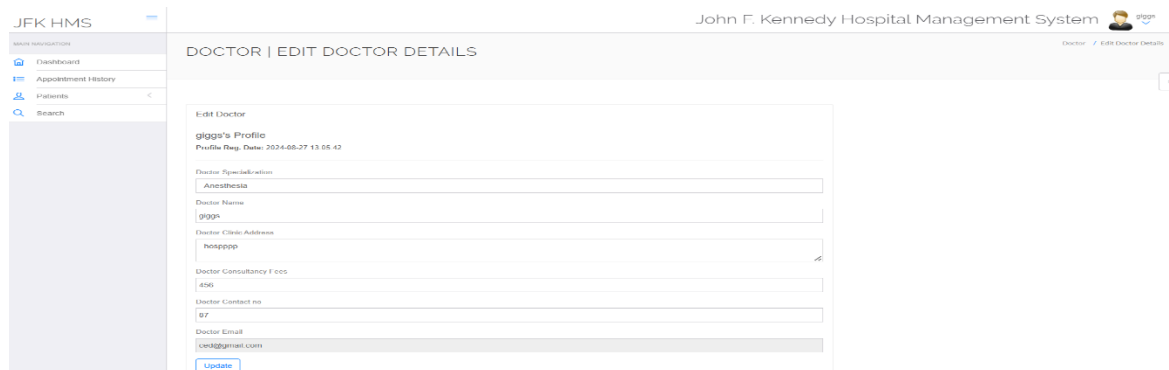 JFK HMS
John F. Kennedy Hospital Management System
giggs
MAIN NAVIGATION
Dashboard
Appointment History
Patients
Search
DOCTOR | EDIT DOCTOR DETAILS
Doctor / Edit Doctor Details
Edit Doctor
giggs's Profile
Profile Reg. Date: 2024-08-27 13:05:42
Doctor Specialization
Anesthesia
Doctor Name
giggs
Doctor Clinic Address
hospppp
Doctor Consultancy Fees
456
Doctor Contact no
87
Doctor Email
ced@gmail.com
Update